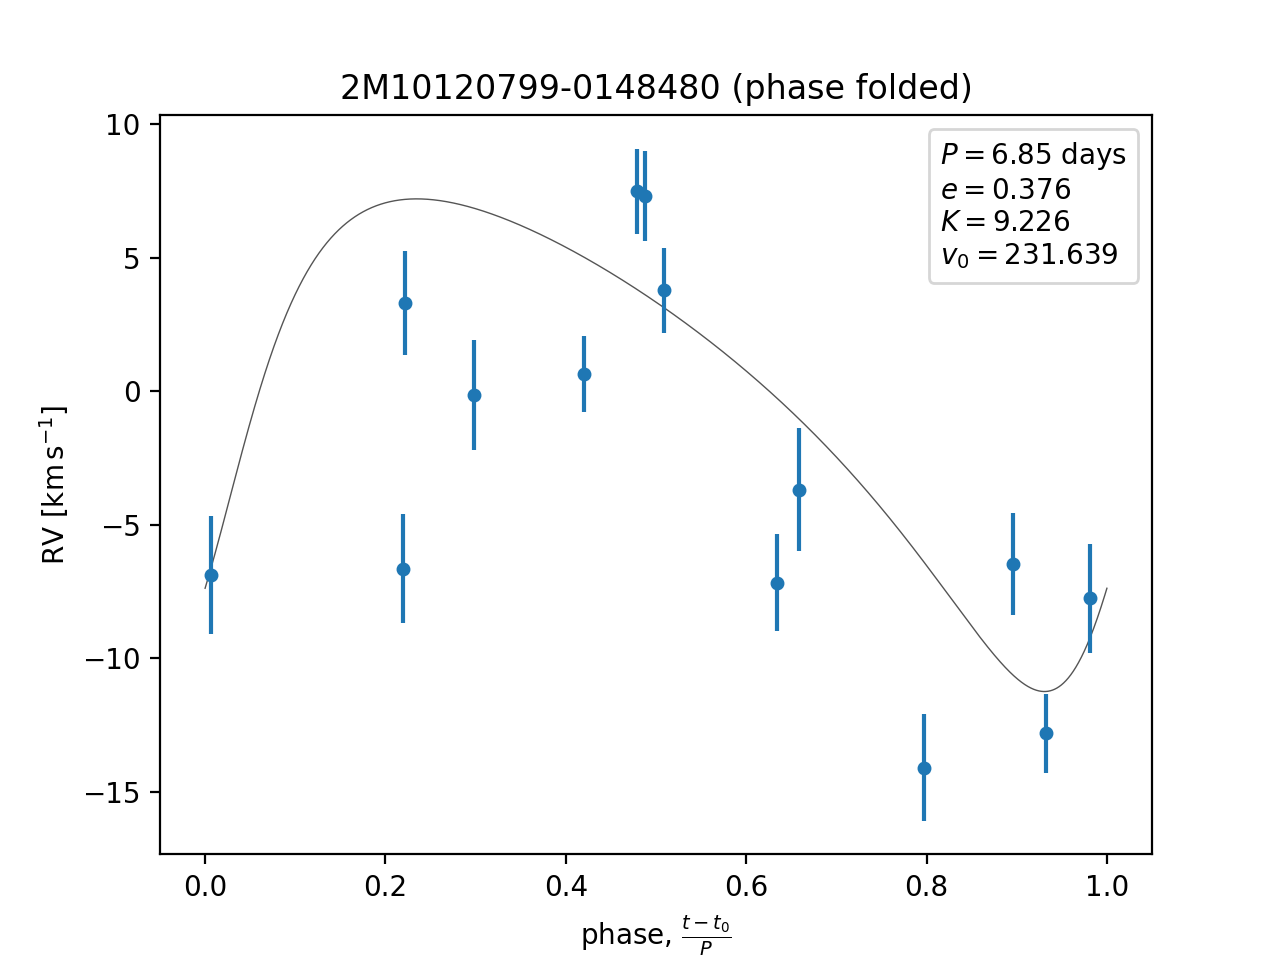 2M10120799-0148480 (phase folded)
P = 6.85 days
e = 0.376
K = 9.226
v₀ = 231.639
10
5
0
−5
−10
−15
RV [km s⁻¹]
0.0 0.2 0.4 0.6 0.8 1.0
phase, (t − t₀)/P